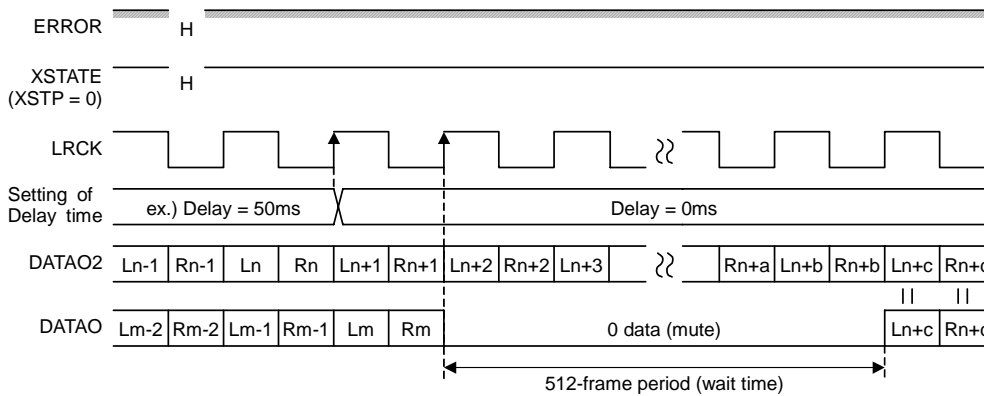 ERROR H
XSTATE
(XSTP = 0) H
LRCK
Setting of
Delay time
ex.) Delay = 50ms Delay = 0ms
DATAO2 Ln-1 Rn-1 Ln Rn Ln+1 Rn+1 Ln+2 Rn+2 Ln+3 Rn+a Ln+b Rn+b Ln+c Rn+c
DATAO Lm-2 Rm-2 Lm-1 Rm-1 Lm Rm 0 data (mute) Ln+c Rn+c
512-frame period (wait time)